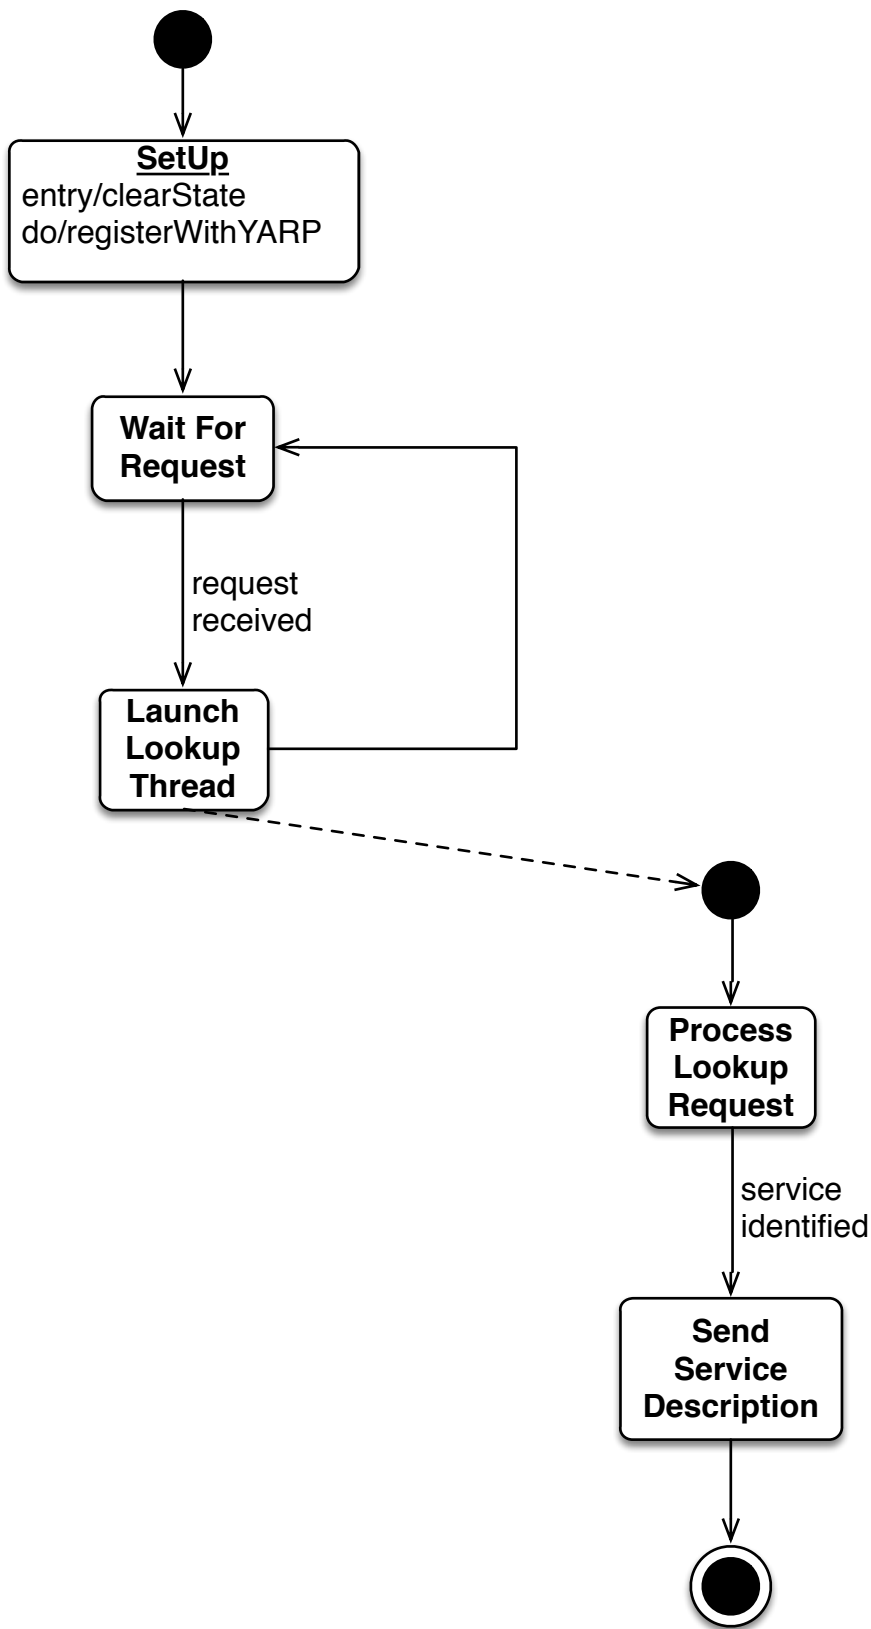 SetUp
entry/clearState
do/registerWithYARP
Wait For
Request
request
received
Launch
Lookup
Thread
Process
Lookup
Request
service
identified
Send
Service
Description